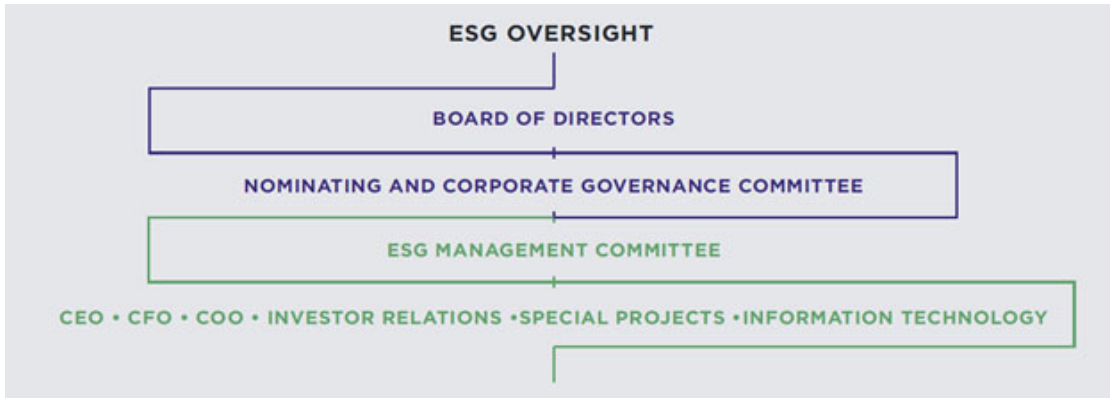 ESG OVERSIGHT
BOARD OF DIRECTORS
NOMINATING AND CORPORATE GOVERNANCE COMMITTEE
ESG MANAGEMENT COMMITTEE
CEO • CFO • COO • INVESTOR RELATIONS •SPECIAL PROJECTS •INFORMATION TECHNOLOGY